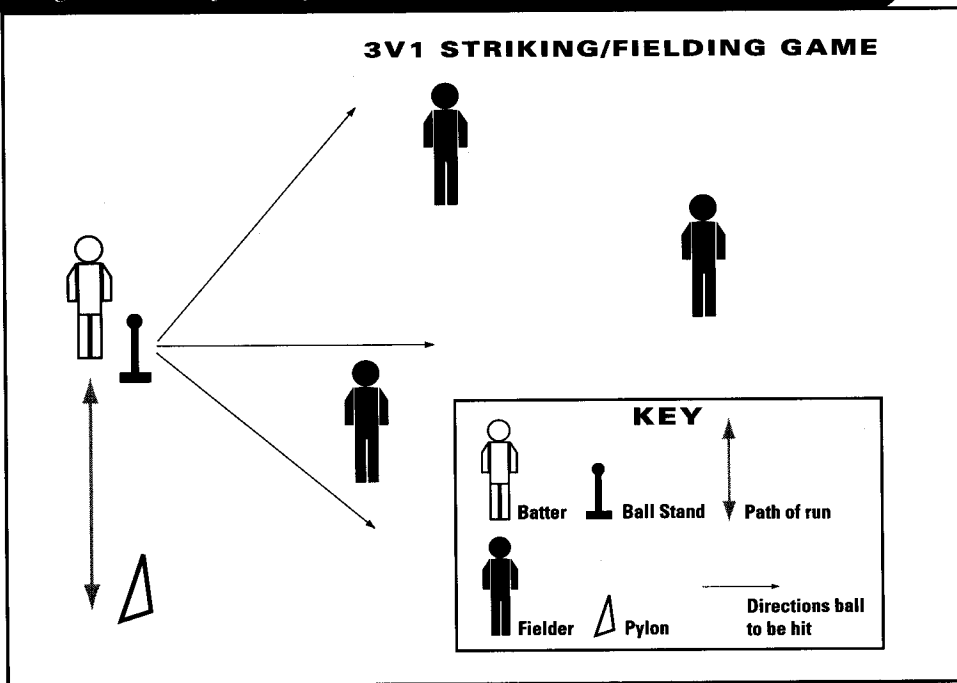 3V1 STRIKING/FIELDING GAME
KEY
Batter
Ball Stand
Path of run
Fielder
Pylon
Directions ball
to be hit